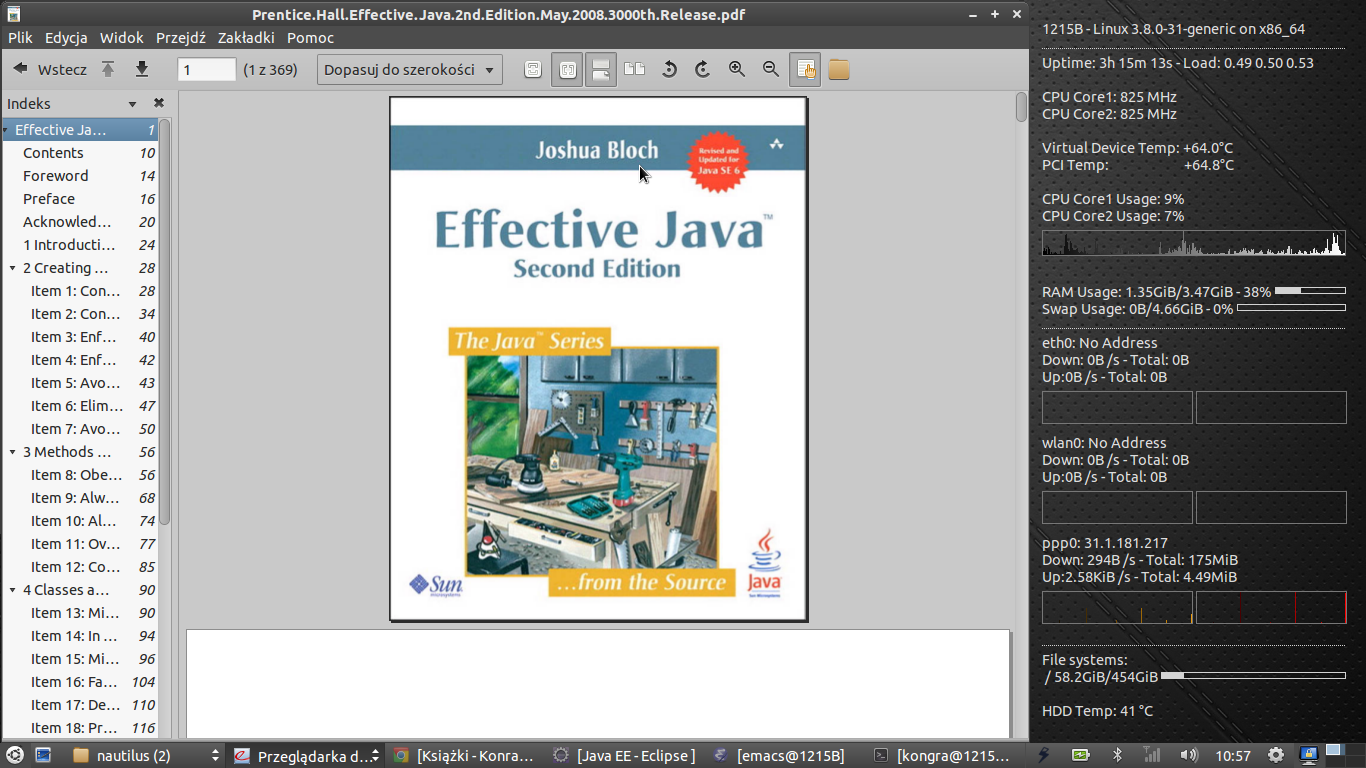 Prentice.Hall.Effective.Java.2nd.Edition.May.2008.3000th.Release.pdf
Plik Edycja Widok Przejdź Zakładki Pomoc
Wstecz 1 (1 z 369) Dopasuj do szerokości
Indeks
Effective Ja... 1
Contents 10
Foreword 14
Preface 16
Acknowled... 20
1 Introducti... 24
2 Creating ... 28
Item 1: Con... 28
Item 2: Con... 34
Item 3: Enf... 40
Item 4: Enf... 42
Item 5: Avo... 43
Item 6: Elim... 47
Item 7: Avo... 50
3 Methods ... 56
Item 8: Obe... 56
Item 9: Alw... 68
Item 10: Al... 74
Item 11: Ov... 77
Item 12: Co... 85
4 Classes a... 90
Item 13: Mi... 90
Item 14: In ... 94
Item 15: Mi... 96
Item 16: Fa... 104
Item 17: De... 110
Item 18: Pr... 116
Joshua Bloch
Revised and
Updated for
Java SE 6
Effective Java™
Second Edition
The Java™ Series
...from the Source
Sun
microsystems
Java
Sun Microsystems
1215B - Linux 3.8.0-31-generic on x86_64
Uptime: 3h 15m 13s - Load: 0.49 0.50 0.53
CPU Core1: 825 MHz
CPU Core2: 825 MHz
Virtual Device Temp: +64.0°C
PCI Temp: +64.8°C
CPU Core1 Usage: 9%
CPU Core2 Usage: 7%
RAM Usage: 1.35GiB/3.47GiB - 38%
Swap Usage: 0B/4.66GiB - 0%
eth0: No Address
Down: 0B /s - Total: 0B
Up:0B /s - Total: 0B
wlan0: No Address
Down: 0B /s - Total: 0B
Up:0B /s - Total: 0B
ppp0: 31.1.181.217
Down: 294B /s - Total: 175MiB
Up:2.58KiB /s - Total: 4.49MiB
File systems:
/ 58.2GiB/454GiB
HDD Temp: 41 °C
nautilus (2) Przeglądarka d... [Książki - Konra... [Java EE - Eclipse ] [emacs@1215B] [kongra@1215... 10:57